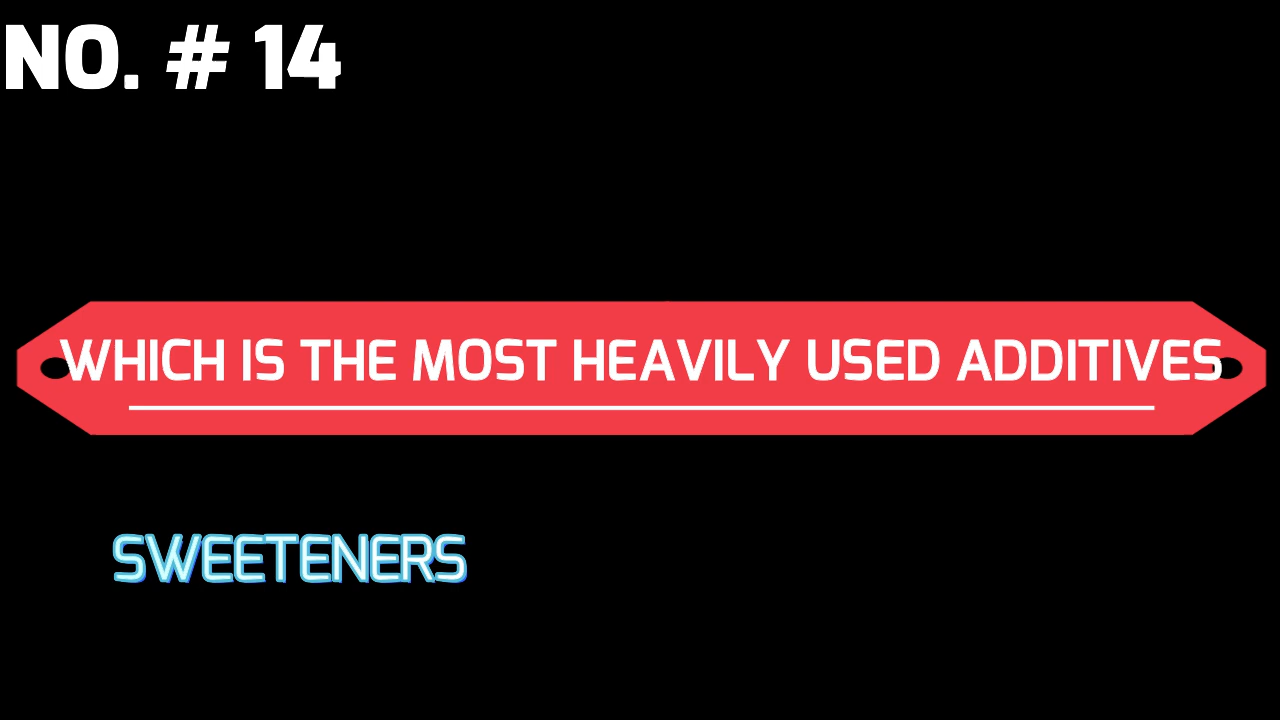 NO. # 14
WHICH IS THE MOST HEAVILY USED ADDITIVES
SWEETENERS